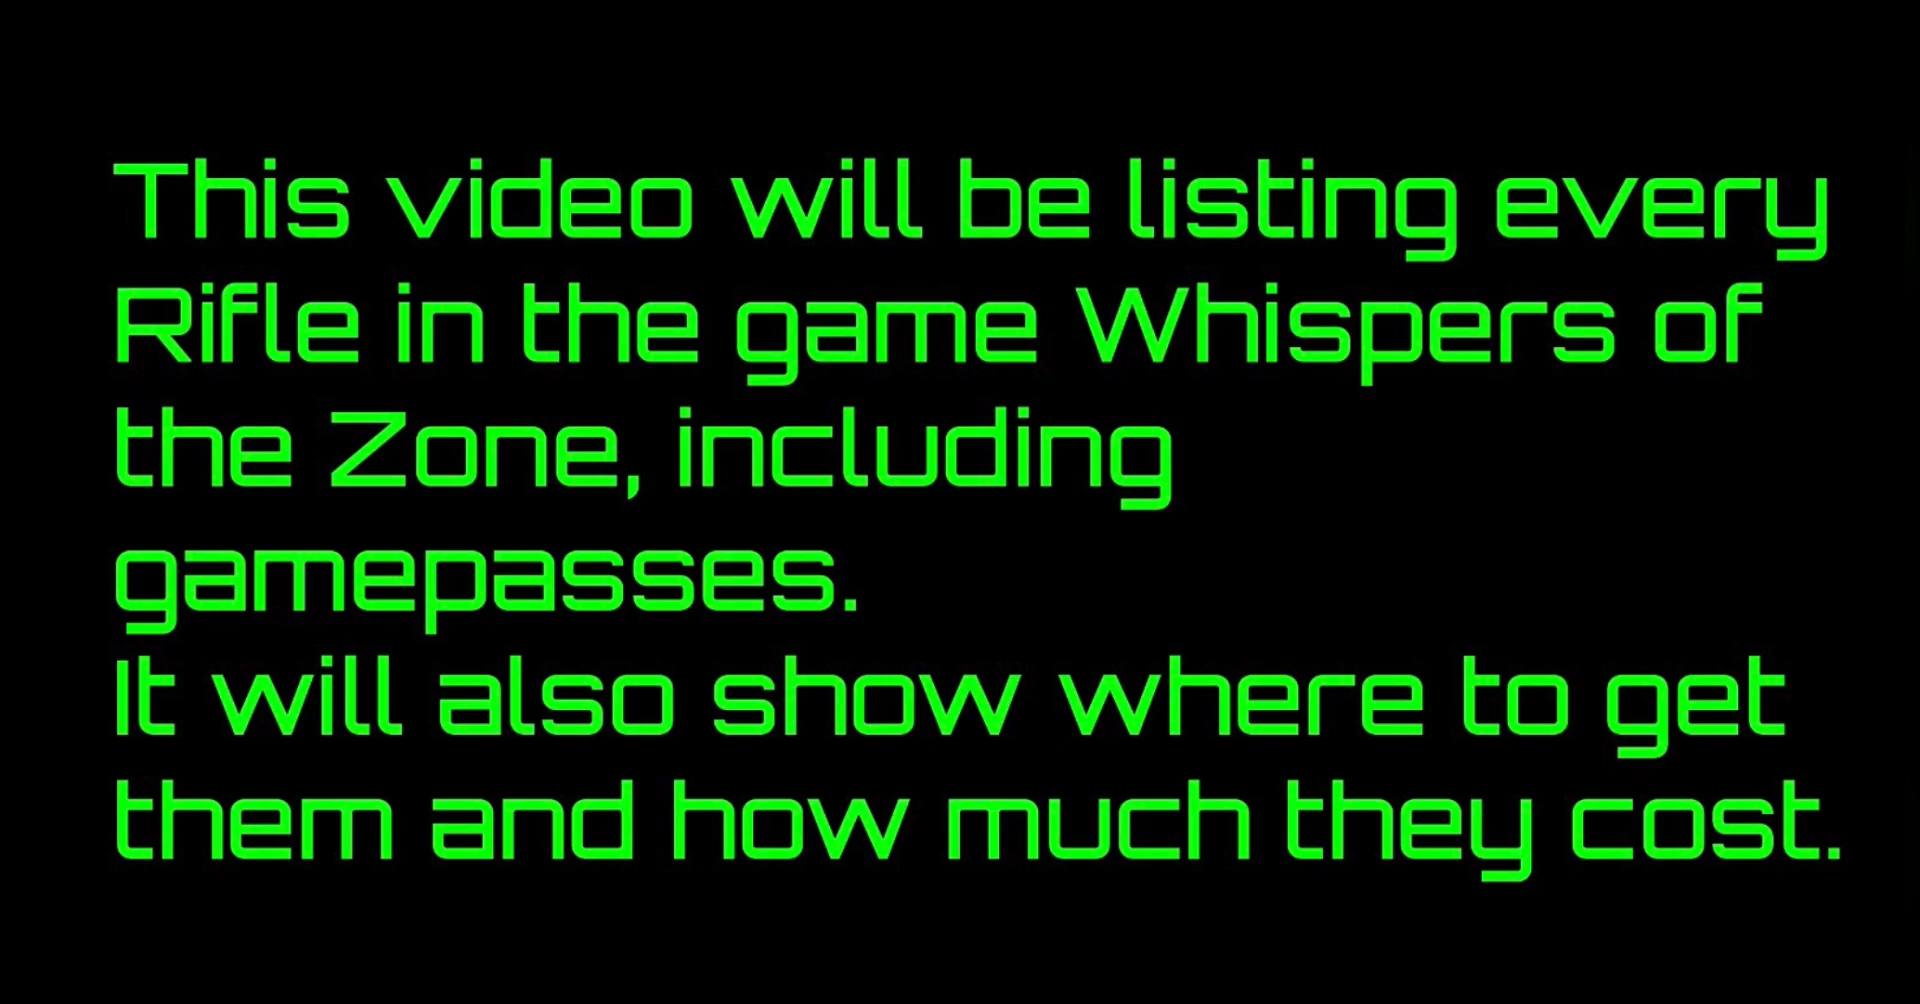 This video will be listing every
Rifle in the game Whispers of
the Zone, including
gamepasses.
It will also show where to get
them and how much they cost.